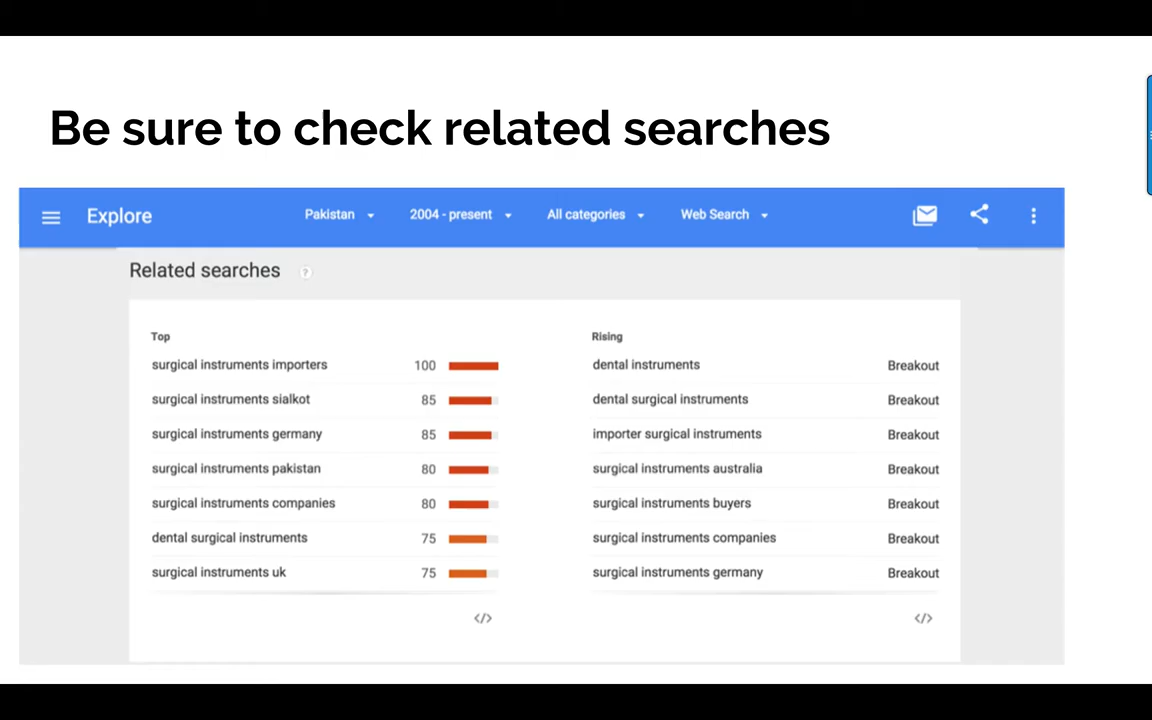 Be sure to check related searches
Explore Pakistan 2004 - present All categories Web Search
Related searches ?
Top
surgical instruments importers 100
surgical instruments sialkot 85
surgical instruments germany 85
surgical instruments pakistan 80
surgical instruments companies 80
dental surgical instruments 75
surgical instruments uk 75
</>
Rising
dental instruments Breakout
dental surgical instruments Breakout
importer surgical instruments Breakout
surgical instruments australia Breakout
surgical instruments buyers Breakout
surgical instruments companies Breakout
surgical instruments germany Breakout
</>